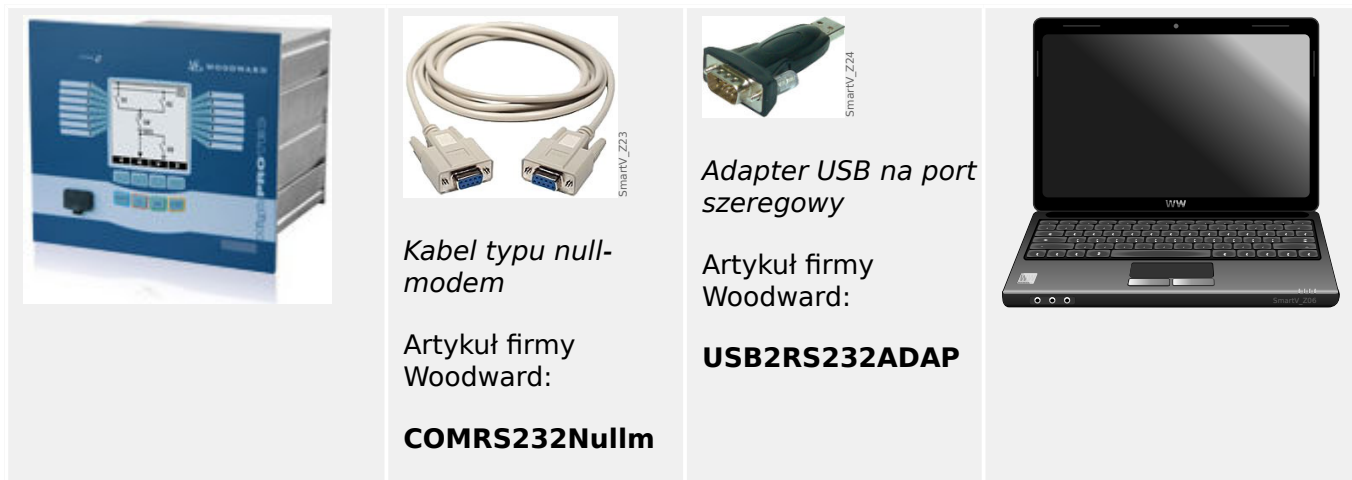 WOODWARD
PRO
SmartV_Z23
Kabel typu null-
modem
Artykuł firmy
Woodward:
COMRS232Nullm
SmartV_Z24
Adapter USB na port
szeregowy
Artykuł firmy
Woodward:
USB2RS232ADAP
WW
SmartV_Z06